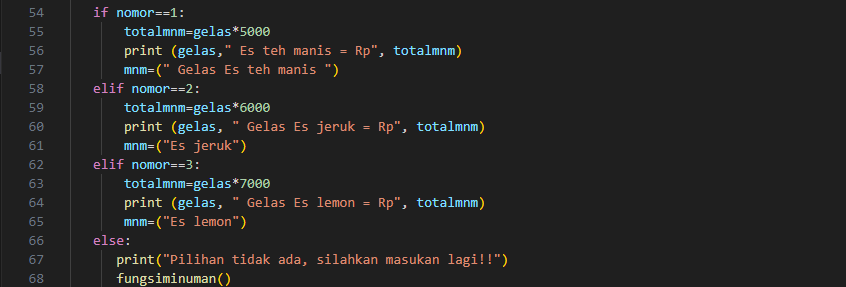 54 if nomor==1:
55 totalmnm=gelas*5000
56 print (gelas," Es teh manis = Rp", totalmnm)
57 mnm=(" Gelas Es teh manis ")
58 elif nomor==2:
59 totalmnm=gelas*6000
60 print (gelas, " Gelas Es jeruk = Rp", totalmnm)
61 mnm=("Es jeruk")
62 elif nomor==3:
63 totalmnm=gelas*7000
64 print (gelas, " Gelas Es lemon = Rp", totalmnm)
65 mnm=("Es lemon")
66 else:
67 print("Pilihan tidak ada, silahkan masukan lagi!!")
68 fungsiminuman()